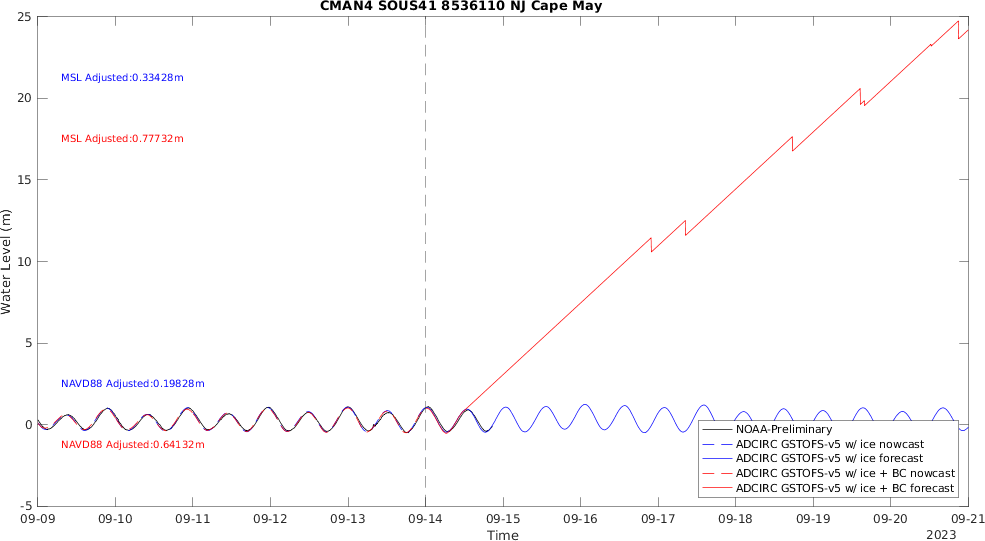 CMAN4 SOUS41 8536110 NJ Cape May
25
20
15
10
5
0
-5
Water Level (m)
MSL Adjusted:0.33428m
MSL Adjusted:0.77732m
NAVD88 Adjusted:0.19828m
NAVD88 Adjusted:0.64132m
NOAA-Preliminary
ADCIRC GSTOFS-v5 w/ ice nowcast
ADCIRC GSTOFS-v5 w/ ice forecast
ADCIRC GSTOFS-v5 w/ ice + BC nowcast
ADCIRC GSTOFS-v5 w/ ice + BC forecast
09-09 09-10 09-11 09-12 09-13 09-14 09-15 09-16 09-17 09-18 09-19 09-20 09-21
Time
2023